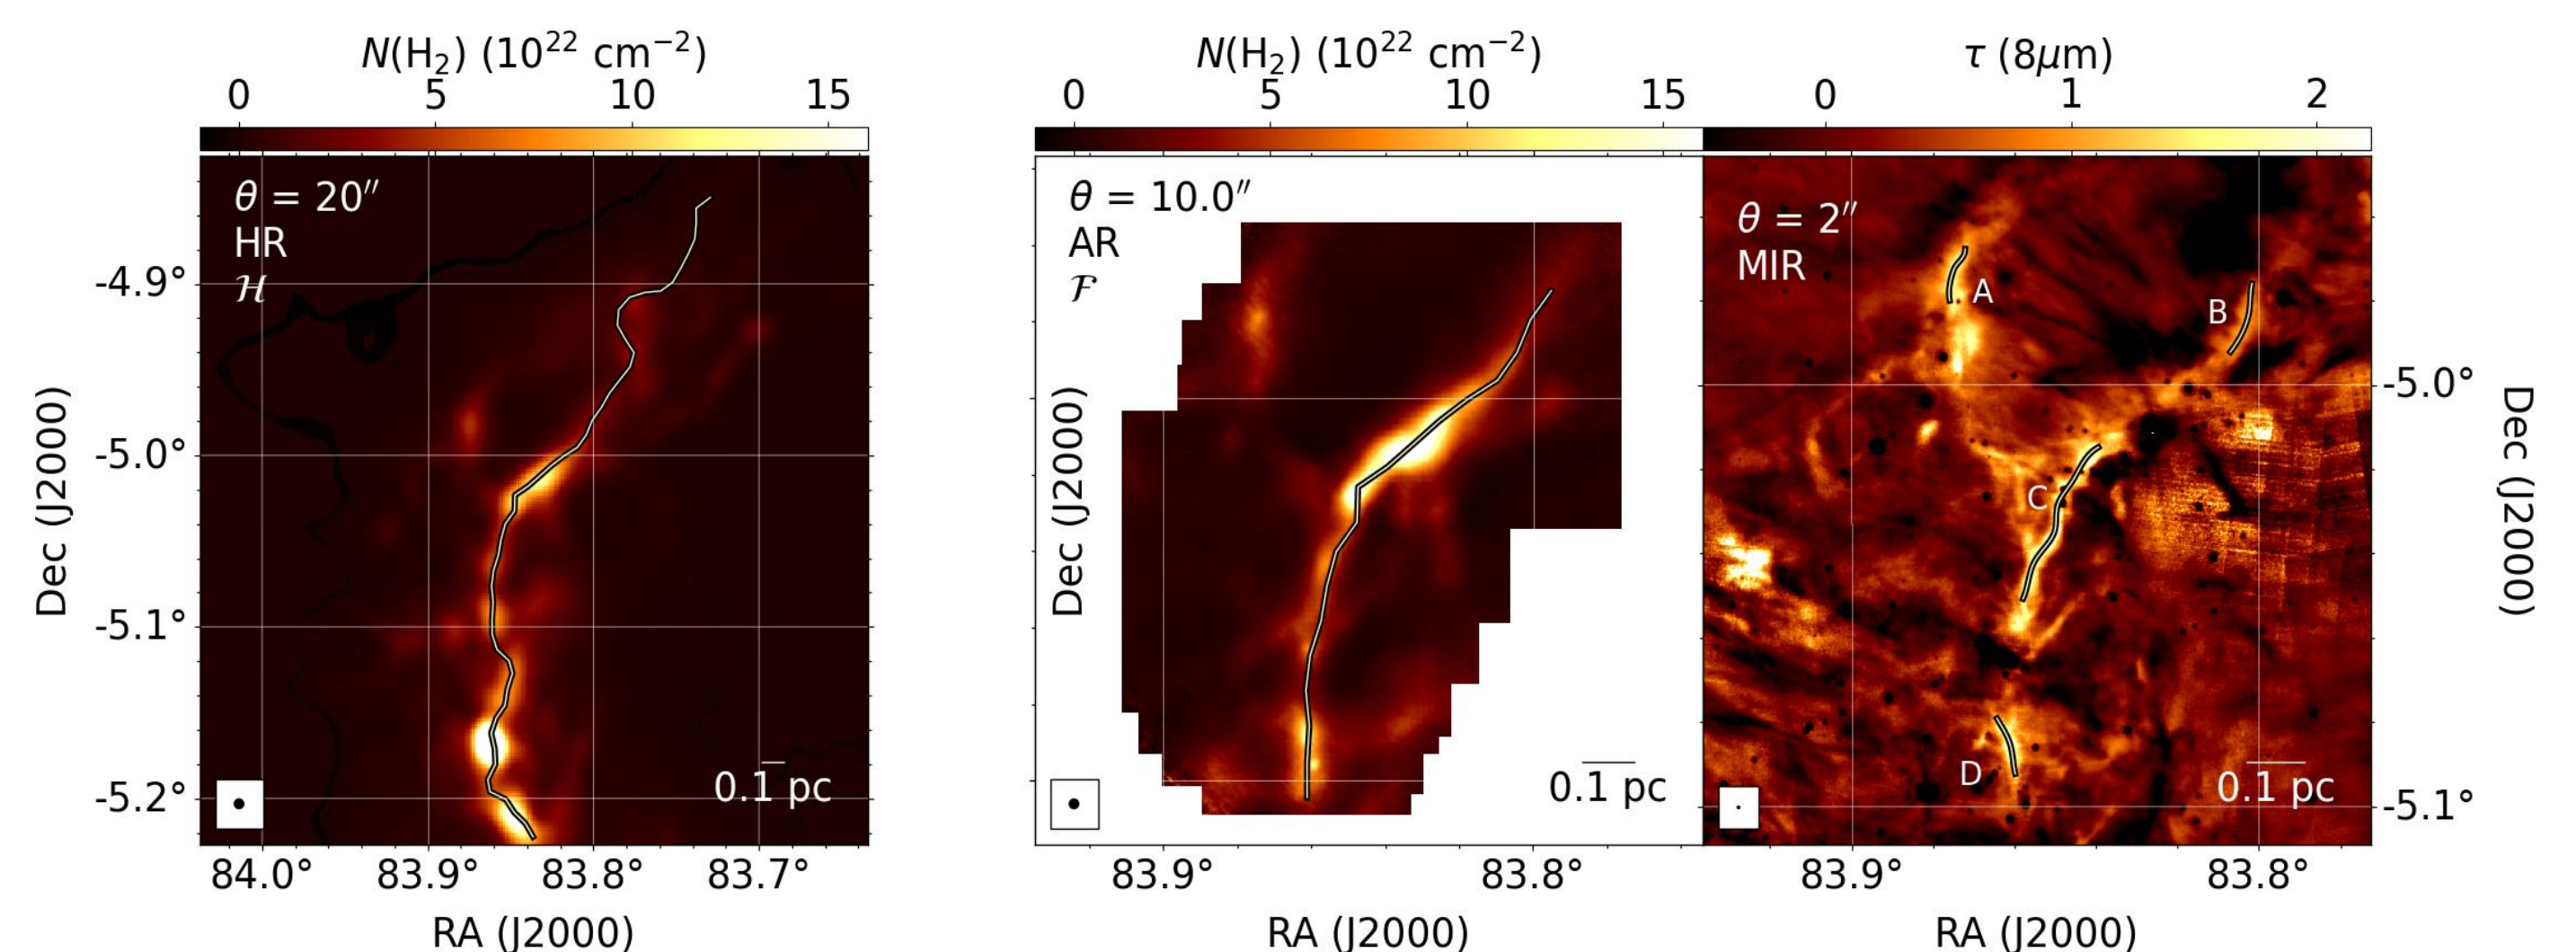 N(H₂) (10²² cm⁻²)
0 5 10 15
θ = 20″
HR
ℋ
-4.9°
-5.0°
-5.1°
-5.2°
Dec (J2000)
0.1 pc
84.0° 83.9° 83.8° 83.7°
RA (J2000)
N(H₂) (10²² cm⁻²)
0 5 10 15
θ = 10.0″
AR
ℱ
Dec (J2000)
0.1 pc
83.9° 83.8°
RA (J2000)
τ (8μm)
0 1 2
θ = 2″
MIR
A
B
C
D
0.1 pc
-5.0°
-5.1°
Dec (J2000)
83.9° 83.8°
RA (J2000)